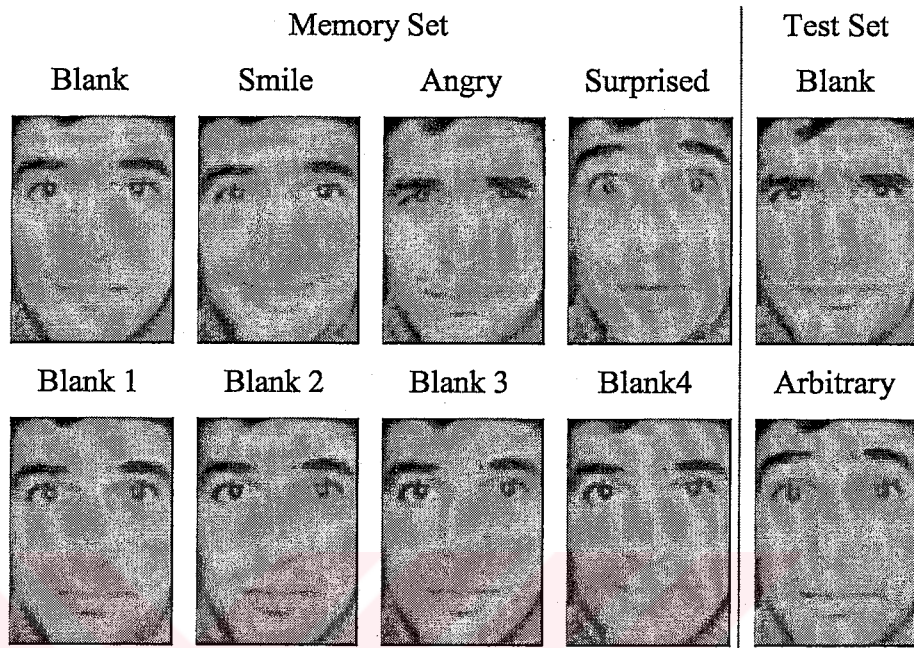 Memory Set Test Set
Blank Smile Angry Surprised Blank
Blank 1 Blank 2 Blank 3 Blank4 Arbitrary